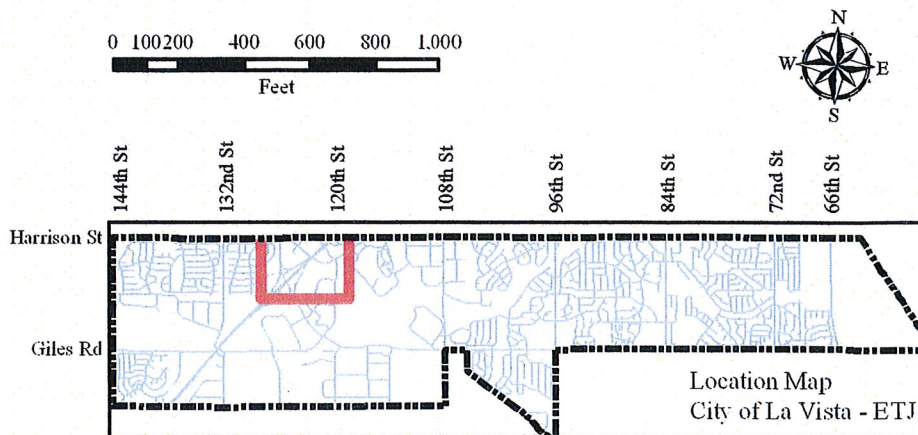 0 100 200 400 600 800 1,000
Feet
N
W E
S
144th St
132nd St
120th St
108th St
96th St
84th St
72nd St
66th St
Harrison St
Giles Rd
Location Map
City of La Vista - ETJ